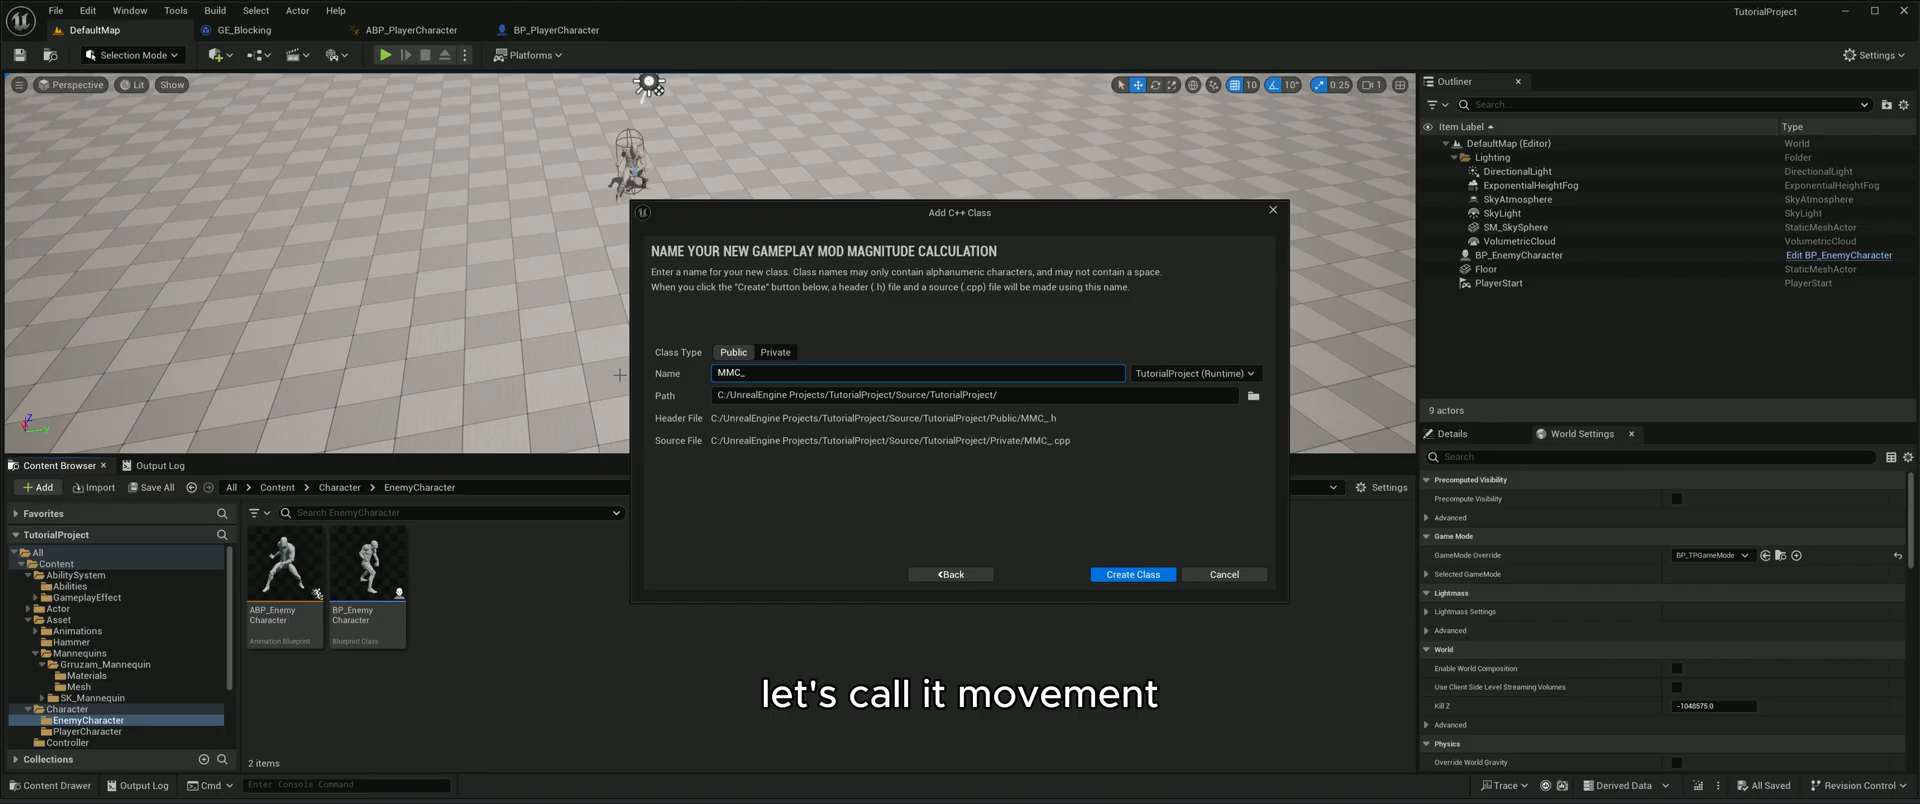 File Edit Window Tools Build Select Actor Help
TutorialProject
DefaultMap
GE_Blocking
ABP_PlayerCharacter
BP_PlayerCharacter
Selection Mode
Platforms
Settings
Perspective
Lit
Show
10
10°
0.25
1
Outliner
Search...
Item Label
Type
DefaultMap (Editor) World
Lighting Folder
DirectionalLight DirectionalLight
ExponentialHeightFog ExponentialHeightFog
SkyAtmosphere SkyAtmosphere
SkyLight SkyLight
SM_SkySphere StaticMeshActor
VolumetricCloud VolumetricCloud
BP_EnemyCharacter Edit BP_EnemyCharacter
Floor StaticMeshActor
PlayerStart PlayerStart
9 actors
Add C++ Class
NAME YOUR NEW GAMEPLAY MOD MAGNITUDE CALCULATION
Enter a name for your new class. Class names may only contain alphanumeric characters, and may not contain a space.
When you click the "Create" button below, a header (.h) file and a source (.cpp) file will be made using this name.
Class Type Public Private
Name MMC_ TutorialProject (Runtime)
Path C:/UnrealEngine Projects/TutorialProject/Source/TutorialProject/
Header File C:/UnrealEngine Projects/TutorialProject/Source/TutorialProject/Public/MMC_.h
Source File C:/UnrealEngine Projects/TutorialProject/Source/TutorialProject/Private/MMC_.cpp
Back Create Class Cancel
Z
Y
Content Browser
Output Log
Add Import Save All All Content Character EnemyCharacter
Settings
Favorites
TutorialProject
All
Content
AbilitySystem
Abilities
GameplayEffect
Actor
Asset
Animations
Hammer
Mannequins
Grruzam_Mannequin
Materials
Mesh
SK_Mannequin
Character
EnemyCharacter
PlayerCharacter
Controller
Collections
Search EnemyCharacter
ABP_Enemy
Character
Animation Blueprint
BP_Enemy
Character
Blueprint Class
2 items
let's call it movement
Details
World Settings
Search
Precomputed Visibility
Precompute Visibility
Advanced
Game Mode
GameMode Override BP_TPGameMode
Selected GameMode
Lightmass
Lightmass Settings
Advanced
World
Enable World Composition
Use Client Side Level Streaming Volumes
Kill Z -1048575.0
Advanced
Physics
Override World Gravity
Content Drawer Output Log Cmd Enter Console Command
Trace Derived Data All Saved Revision Control